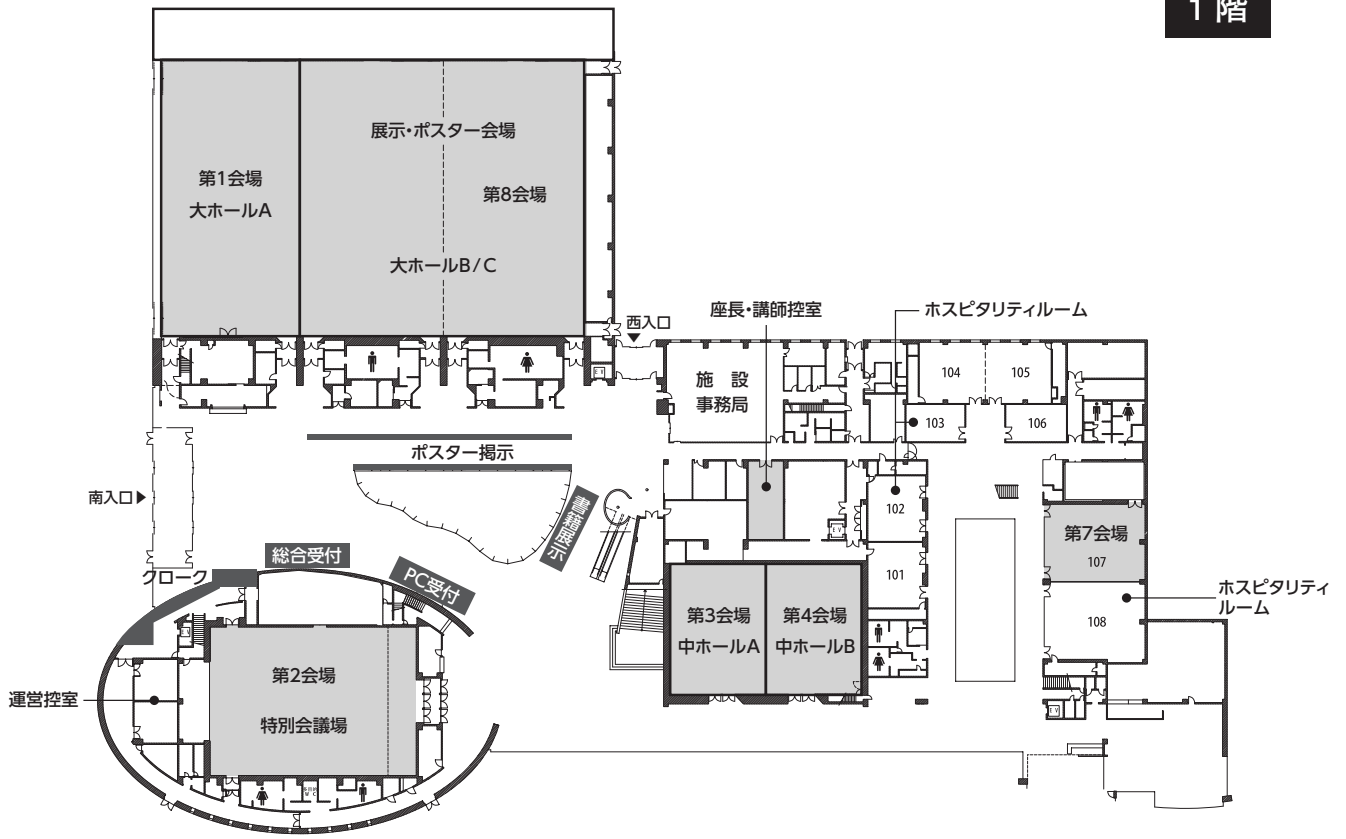 1階
展示・ポスター会場
第1会場
大ホールA
第8会場
大ホールB/C
西入口
座長・講師控室
ホスピタリティルーム
施 設
事務局
104
105
103
106
ポスター掲示
南入口
書籍展示
102
第7会場
107
総合受付
クローク
PC受付
101
ホスピタリティ
ルーム
108
第3会場
中ホールA
第4会場
中ホールB
第2会場
特別会議場
運営控室
EV
EV
EV
EV